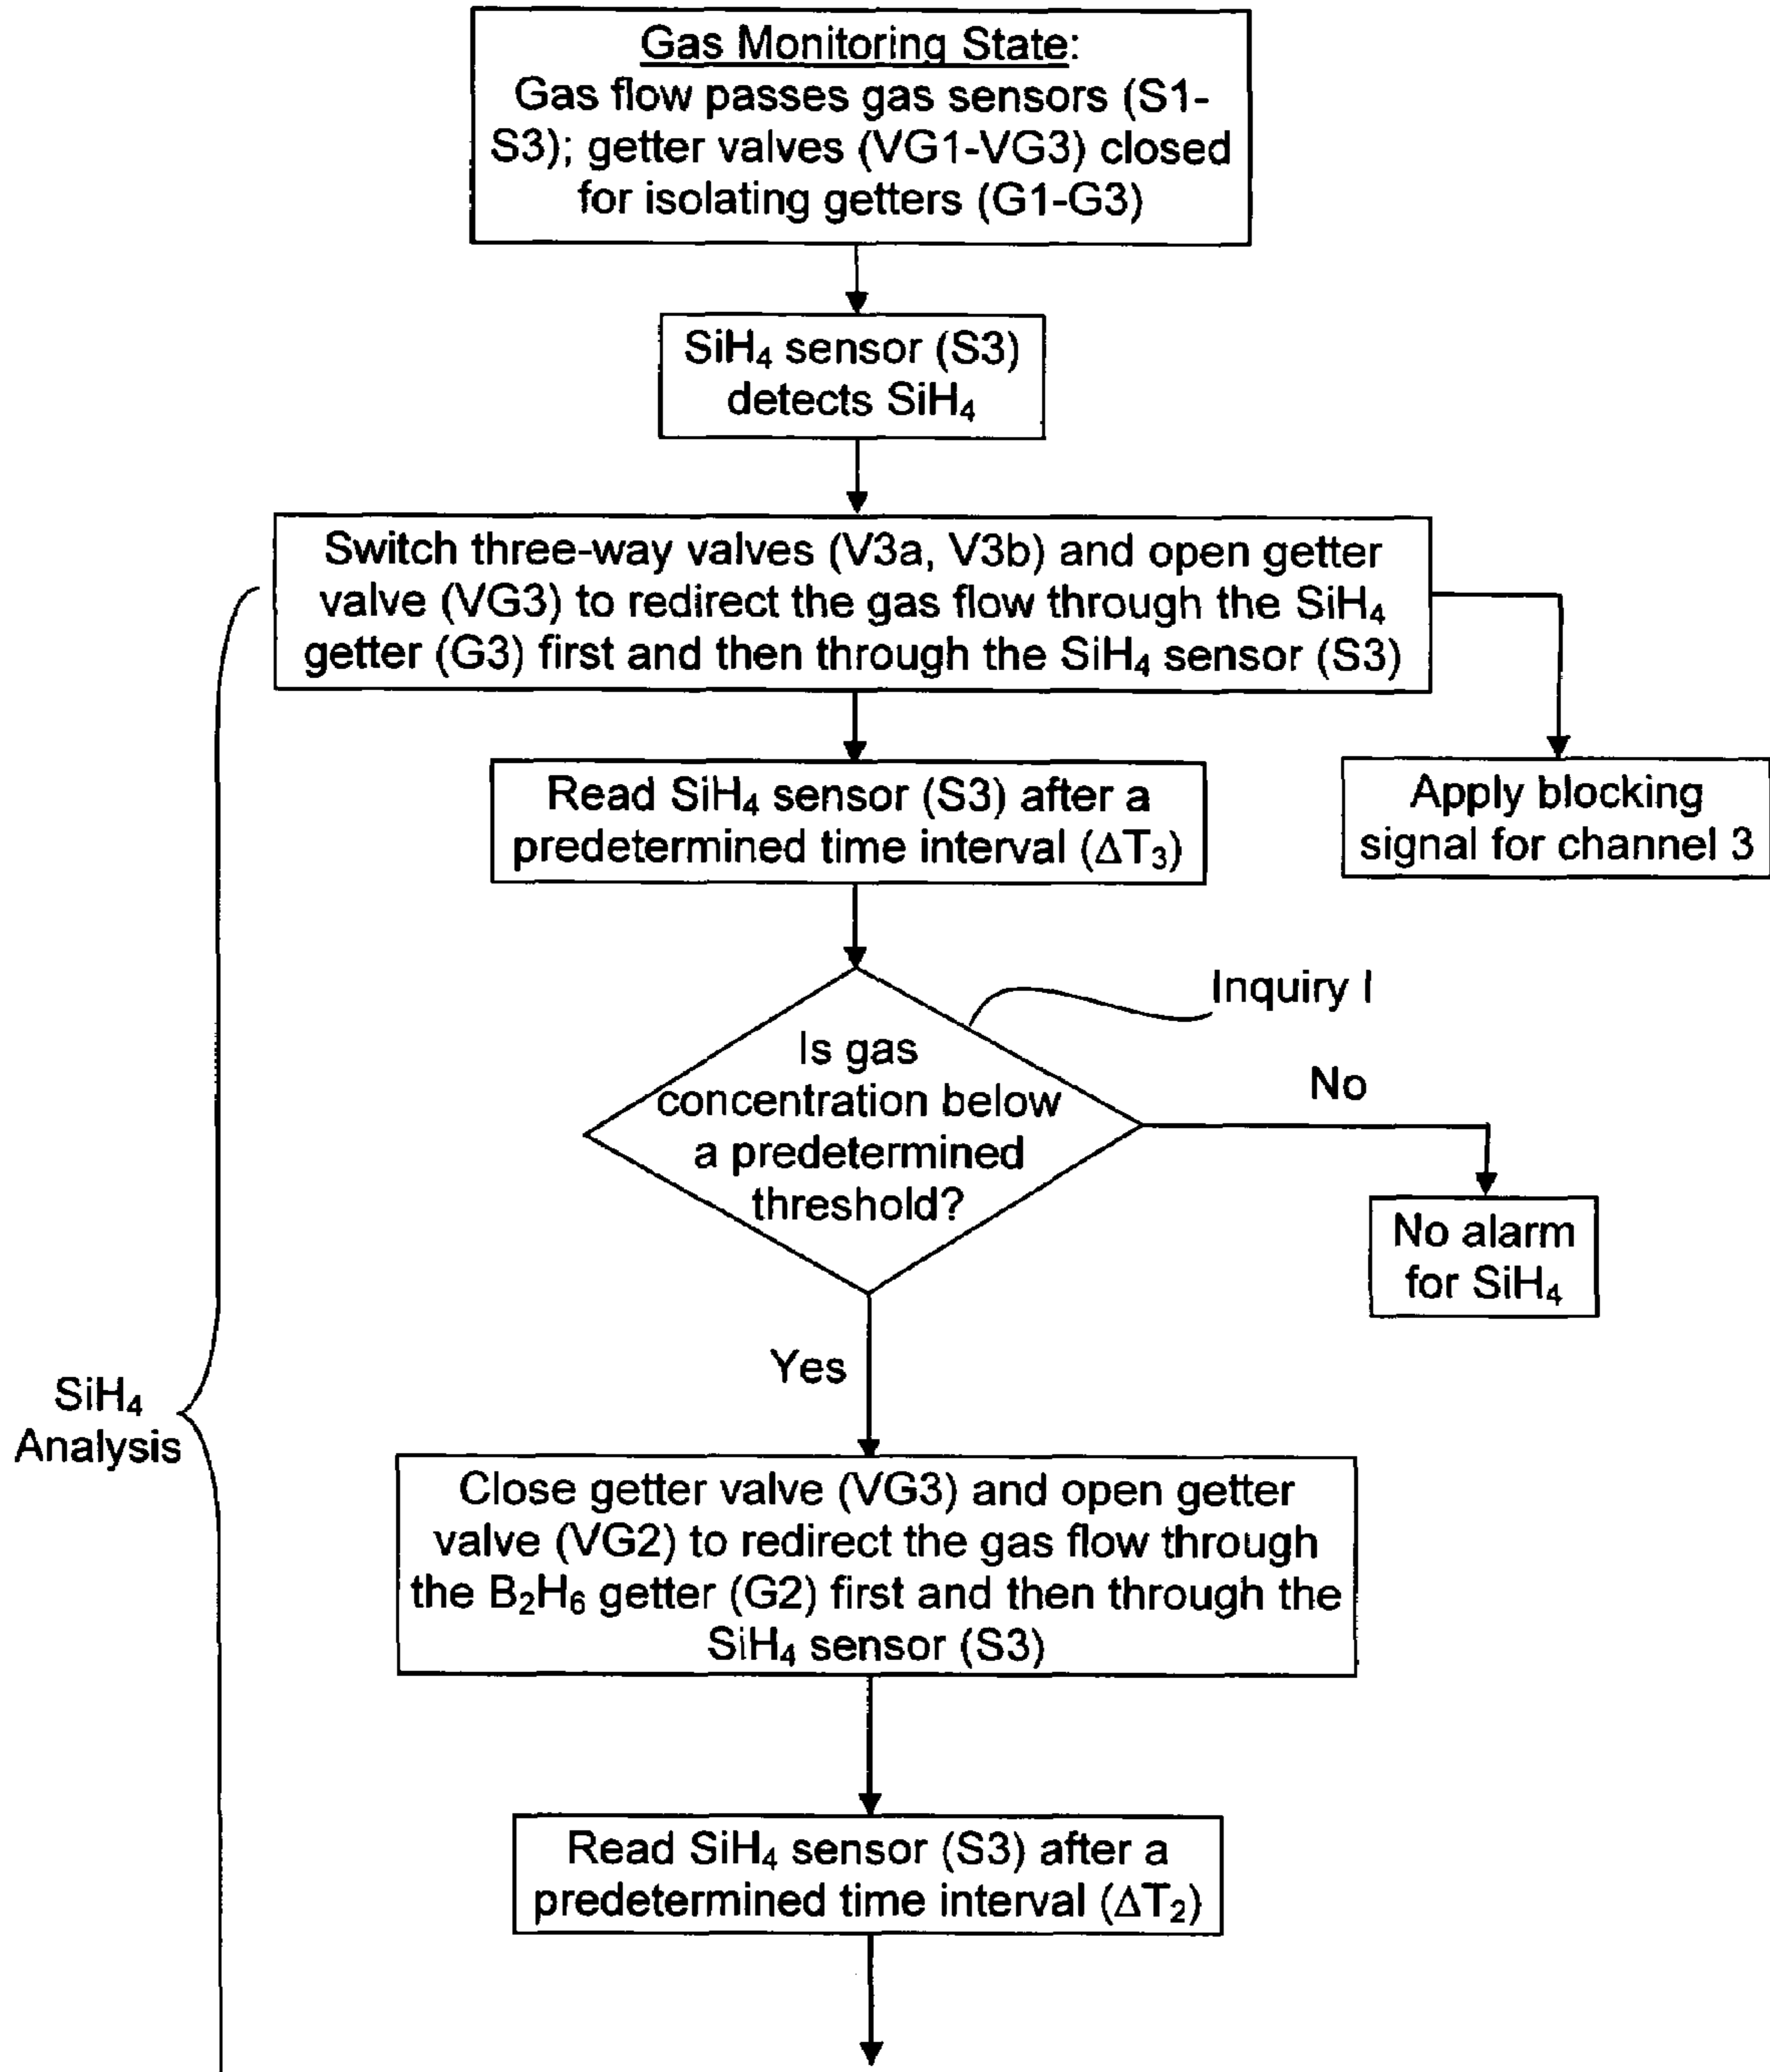 Gas Monitoring State:
Gas flow passes gas sensors (S1-
S3); getter valves (VG1-VG3) closed
for isolating getters (G1-G3)
SiH₄ sensor (S3)
detects SiH₄
Switch three-way valves (V3a, V3b) and open getter
valve (VG3) to redirect the gas flow through the SiH₄
getter (G3) first and then through the SiH₄ sensor (S3)
Read SiH₄ sensor (S3) after a
predetermined time interval (ΔT₃)
Apply blocking
signal for channel 3
Inquiry I
Is gas
concentration below
a predetermined
threshold?
No
No alarm
for SiH₄
Yes
SiH₄
Analysis
Close getter valve (VG3) and open getter
valve (VG2) to redirect the gas flow through
the B₂H₆ getter (G2) first and then through the
SiH₄ sensor (S3)
Read SiH₄ sensor (S3) after a
predetermined time interval (ΔT₂)